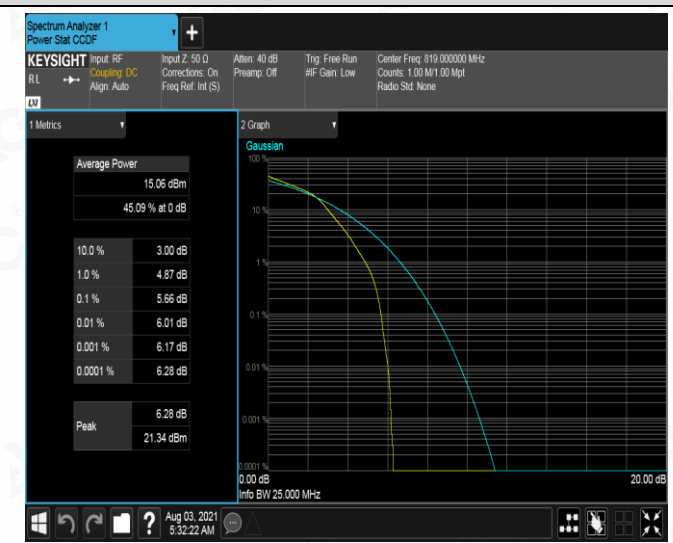 Spectrum Analyzer 1
Power Stat CCDF
+
KEYSIGHT
R L
LXI
Input: RF
Coupling: DC
Align: Auto
Input Z: 50 Ω
Corrections: On
Freq Ref: Int (S)
Atten: 40 dB
Preamp: Off
Trig: Free Run
#IF Gain: Low
Center Freq: 819.000000 MHz
Counts: 1.00 M/1.00 Mpt
Radio Std: None
1 Metrics
Average Power
15.06 dBm
45.09 % at 0 dB
10.0 % 3.00 dB
1.0 % 4.87 dB
0.1 % 5.66 dB
0.01 % 6.01 dB
0.001 % 6.17 dB
0.0001 % 6.28 dB
Peak 6.28 dB
21.34 dBm
2 Graph
Gaussian
100 %
10 %
1 %
0.1 %
0.01 %
0.001 %
0.0001 %
0.00 dB 20.00 dB
Info BW 25.000 MHz
?
Aug 03, 2021
5:32:22 AM